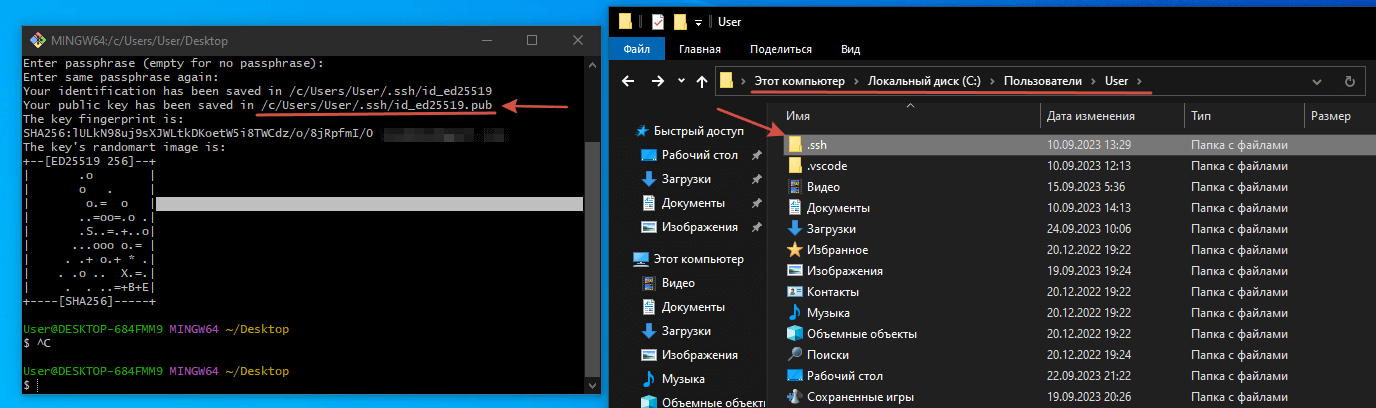 MINGW64:/c/Users/User/Desktop
Enter passphrase (empty for no passphrase):
Enter same passphrase again:
Your identification has been saved in /c/Users/User/.ssh/id_ed25519
Your public key has been saved in /c/Users/User/.ssh/id_ed25519.pub
The key fingerprint is:
SHA256:lULkN98uj9sXJWLtkDKoetW5i8TWCdz/o/8jRpfmI/O
The key's randomart image is:
+--[ED25519 256]--+
|       .o        |
|       o   .     |
|        o.=  o   |
|       ..=oo=.o .|
|       .S..=.+..o|
|      ...ooo o.= |
|     . .+ o.+ * .|
|    . .o ..  X.=.|
|     .  . ..=+B+E|
+----[SHA256]-----+
User@DESKTOP-684FMM9 MINGW64 ~/Desktop
$ ^C
User@DESKTOP-684FMM9 MINGW64 ~/Desktop
$
User
Файл Главная Поделиться Вид
Этот компьютер > Локальный диск (C:) > Пользователи > User >
Быстрый доступ
Рабочий стол
Загрузки
Документы
Изображения
Этот компьютер
Видео
Документы
Загрузки
Изображения
Музыка
Объемные объекты
Имя Дата изменения Тип Размер
.ssh 10.09.2023 13:29 Папка с файлами
.vscode 10.09.2023 12:13 Папка с файлами
Видео 15.09.2023 5:36 Папка с файлами
Документы 10.09.2023 14:13 Папка с файлами
Загрузки 24.09.2023 10:06 Папка с файлами
Избранное 20.12.2022 19:22 Папка с файлами
Изображения 19.09.2023 19:24 Папка с файлами
Контакты 20.12.2022 19:22 Папка с файлами
Музыка 20.12.2022 19:22 Папка с файлами
Объемные объекты 20.12.2022 19:22 Папка с файлами
Поиски 20.12.2022 19:24 Папка с файлами
Рабочий стол 22.09.2023 21:22 Папка с файлами
Сохраненные игры 19.09.2023 20:26 Папка с файлами